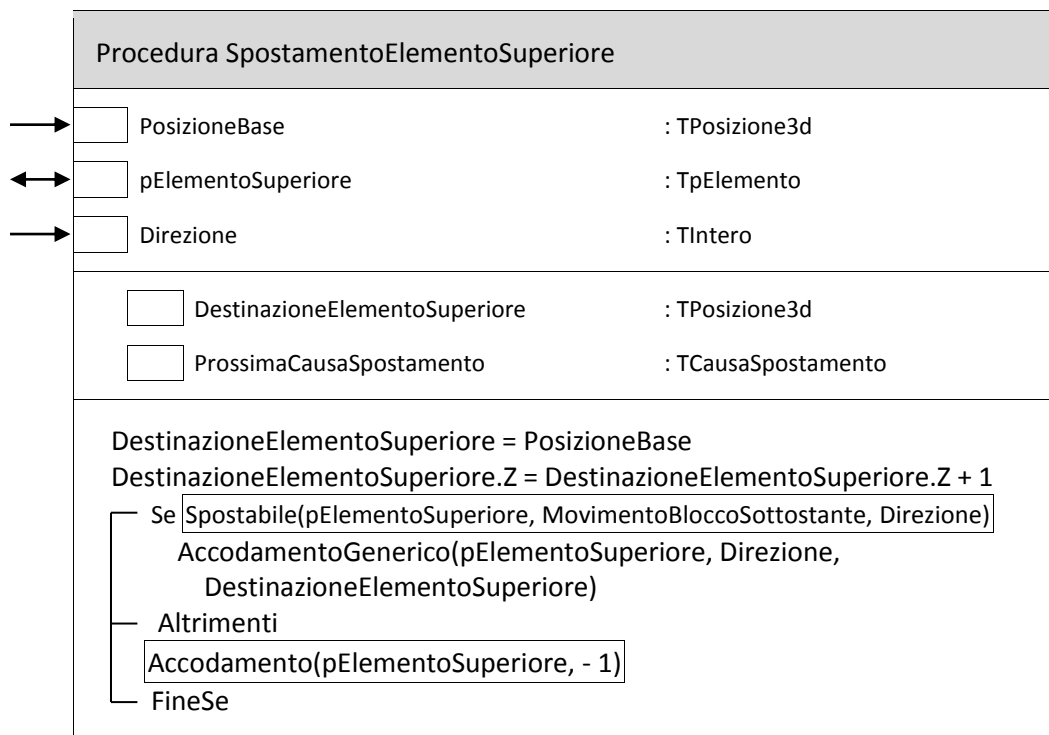 Procedura SpostamentoElementoSuperiore
PosizioneBase : TPosizione3d
pElementoSuperiore : TpElemento
Direzione : TIntero
DestinazioneElementoSuperiore : TPosizione3d
ProssimaCausaSpostamento : TCausaSpostamento
DestinazioneElementoSuperiore = PosizioneBase
DestinazioneElementoSuperiore.Z = DestinazioneElementoSuperiore.Z + 1
Se Spostabile(pElementoSuperiore, MovimentoBloccoSottostante, Direzione)
AccodamentoGenerico(pElementoSuperiore, Direzione,
DestinazioneElementoSuperiore)
Altrimenti
Accodamento(pElementoSuperiore, - 1)
FineSe